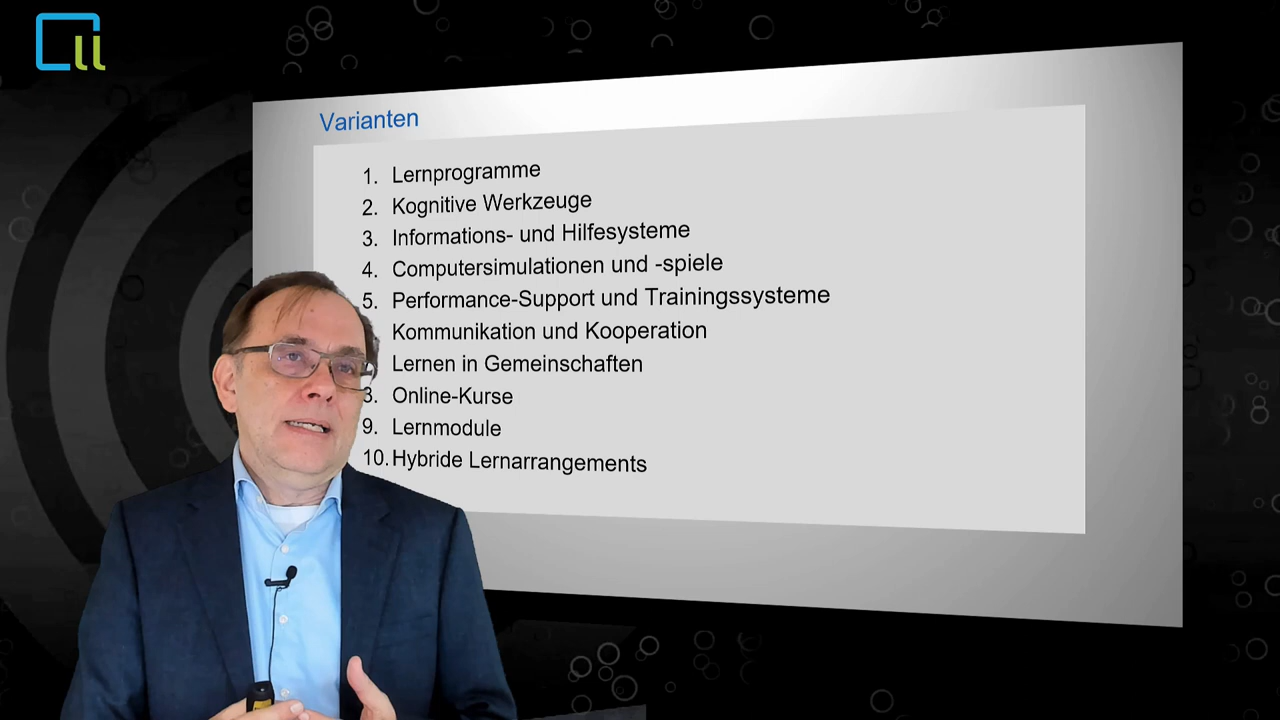 Varianten
1. Lernprogramme
2. Kognitive Werkzeuge
3. Informations- und Hilfesysteme
4. Computersimulationen und -spiele
5. Performance-Support und Trainingssysteme
Kommunikation und Kooperation
Lernen in Gemeinschaften
Online-Kurse
9. Lernmodule
10. Hybride Lernarrangements